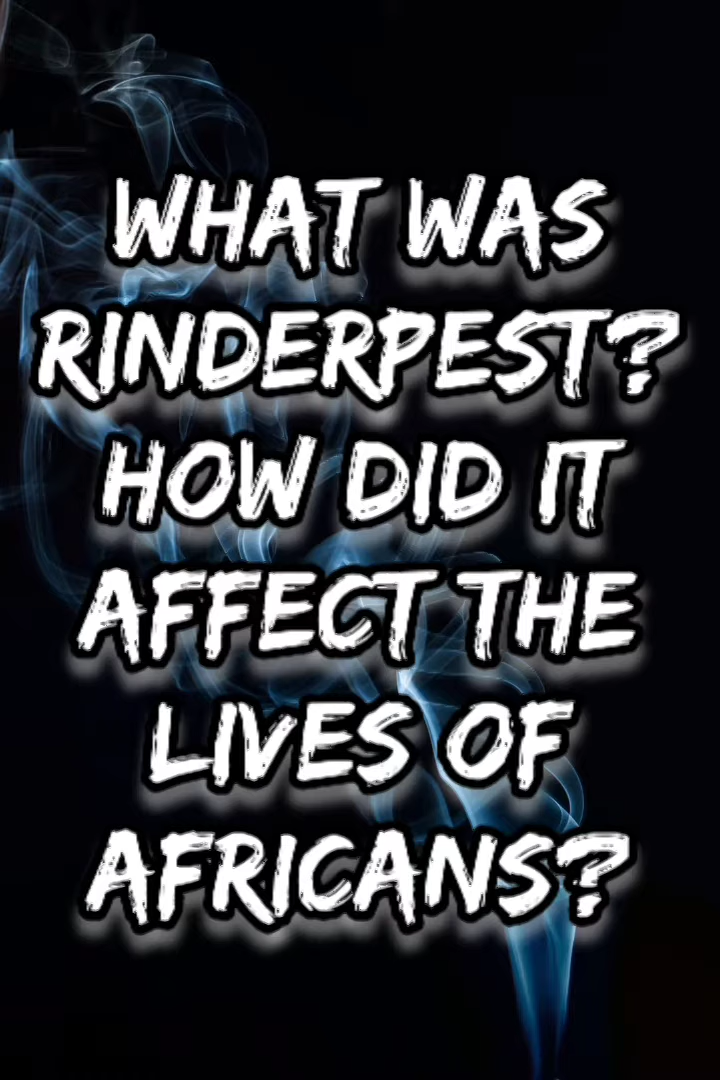 WHAT WAS
RINDERPEST?
HOW DID IT
AFFECT THE
LIVES OF
AFRICANS?